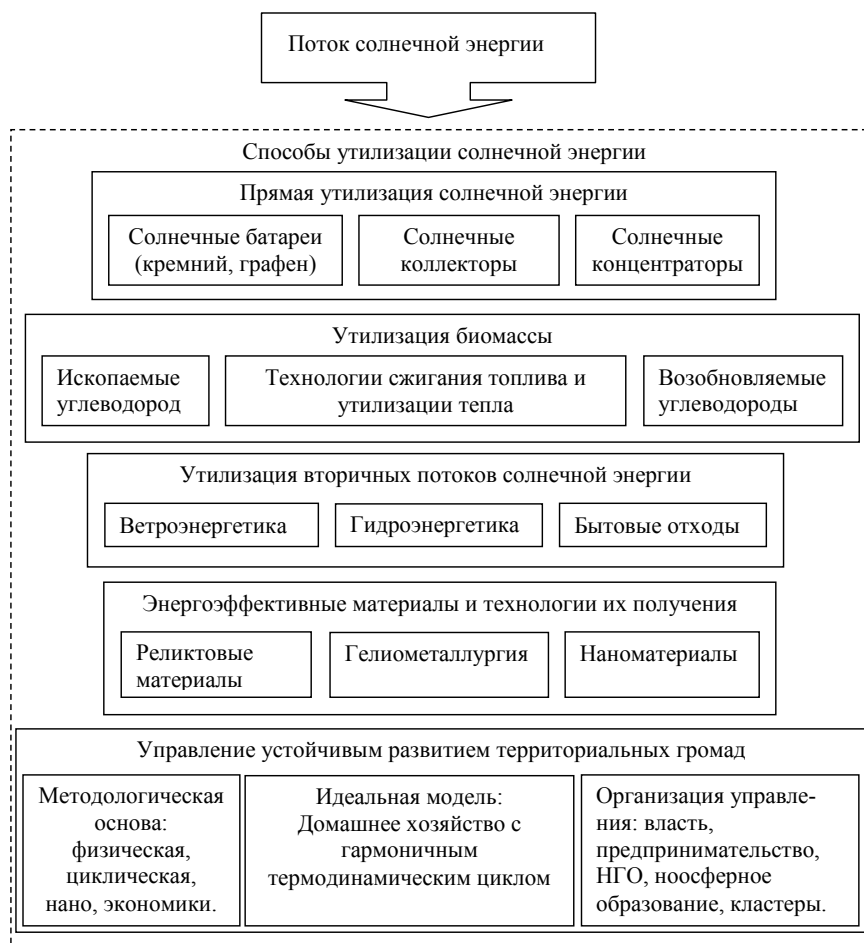 Поток солнечной энергии
Способы утилизации солнечной энергии
Прямая утилизация солнечной энергии
Солнечные батареи
(кремний, графен)
Солнечные
коллекторы
Солнечные
концентраторы
Утилизация биомассы
Ископаемые
углеводород
Технологии сжигания топлива и
утилизации тепла
Возобновляемые
углеводороды
Утилизация вторичных потоков солнечной энергии
Ветроэнергетика
Гидроэнергетика
Бытовые отходы
Энергоэффективные материалы и технологии их получения
Реликтовые
материалы
Гелиометаллургия
Наноматериалы
Управление устойчивым развитием территориальных громад
Методологическая
основа:
физическая,
циклическая,
нано, экономики.
Идеальная модель:
Домашнее хозяйство с
гармоничным
термодинамическим циклом
Организация управле-
ния: власть,
предпринимательство,
НГО, ноосферное
образование, кластеры.